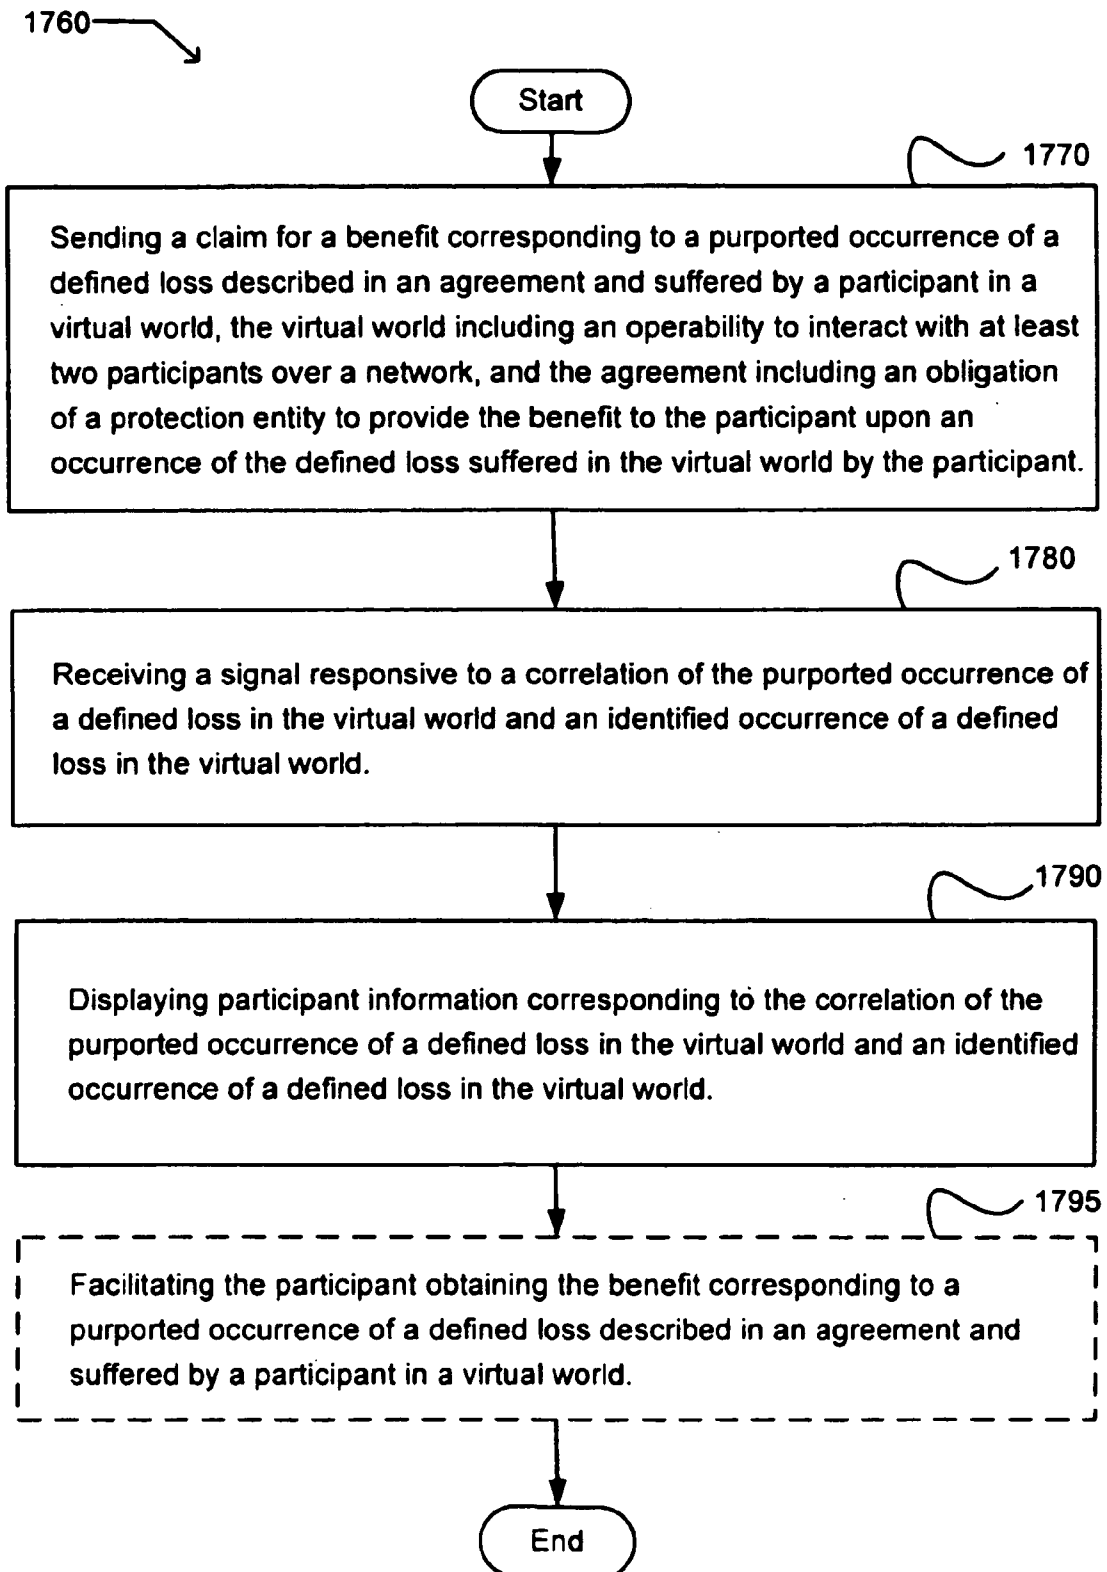 1760
Start
1770
Sending a claim for a benefit corresponding to a purported occurrence of a
defined loss described in an agreement and suffered by a participant in a
virtual world, the virtual world including an operability to interact with at least
two participants over a network, and the agreement including an obligation
of a protection entity to provide the benefit to the participant upon an
occurrence of the defined loss suffered in the virtual world by the participant.
1780
Receiving a signal responsive to a correlation of the purported occurrence of
a defined loss in the virtual world and an identified occurrence of a defined
loss in the virtual world.
1790
Displaying participant information corresponding to the correlation of the
purported occurrence of a defined loss in the virtual world and an identified
occurrence of a defined loss in the virtual world.
1795
Facilitating the participant obtaining the benefit corresponding to a
purported occurrence of a defined loss described in an agreement and
suffered by a participant in a virtual world.
End